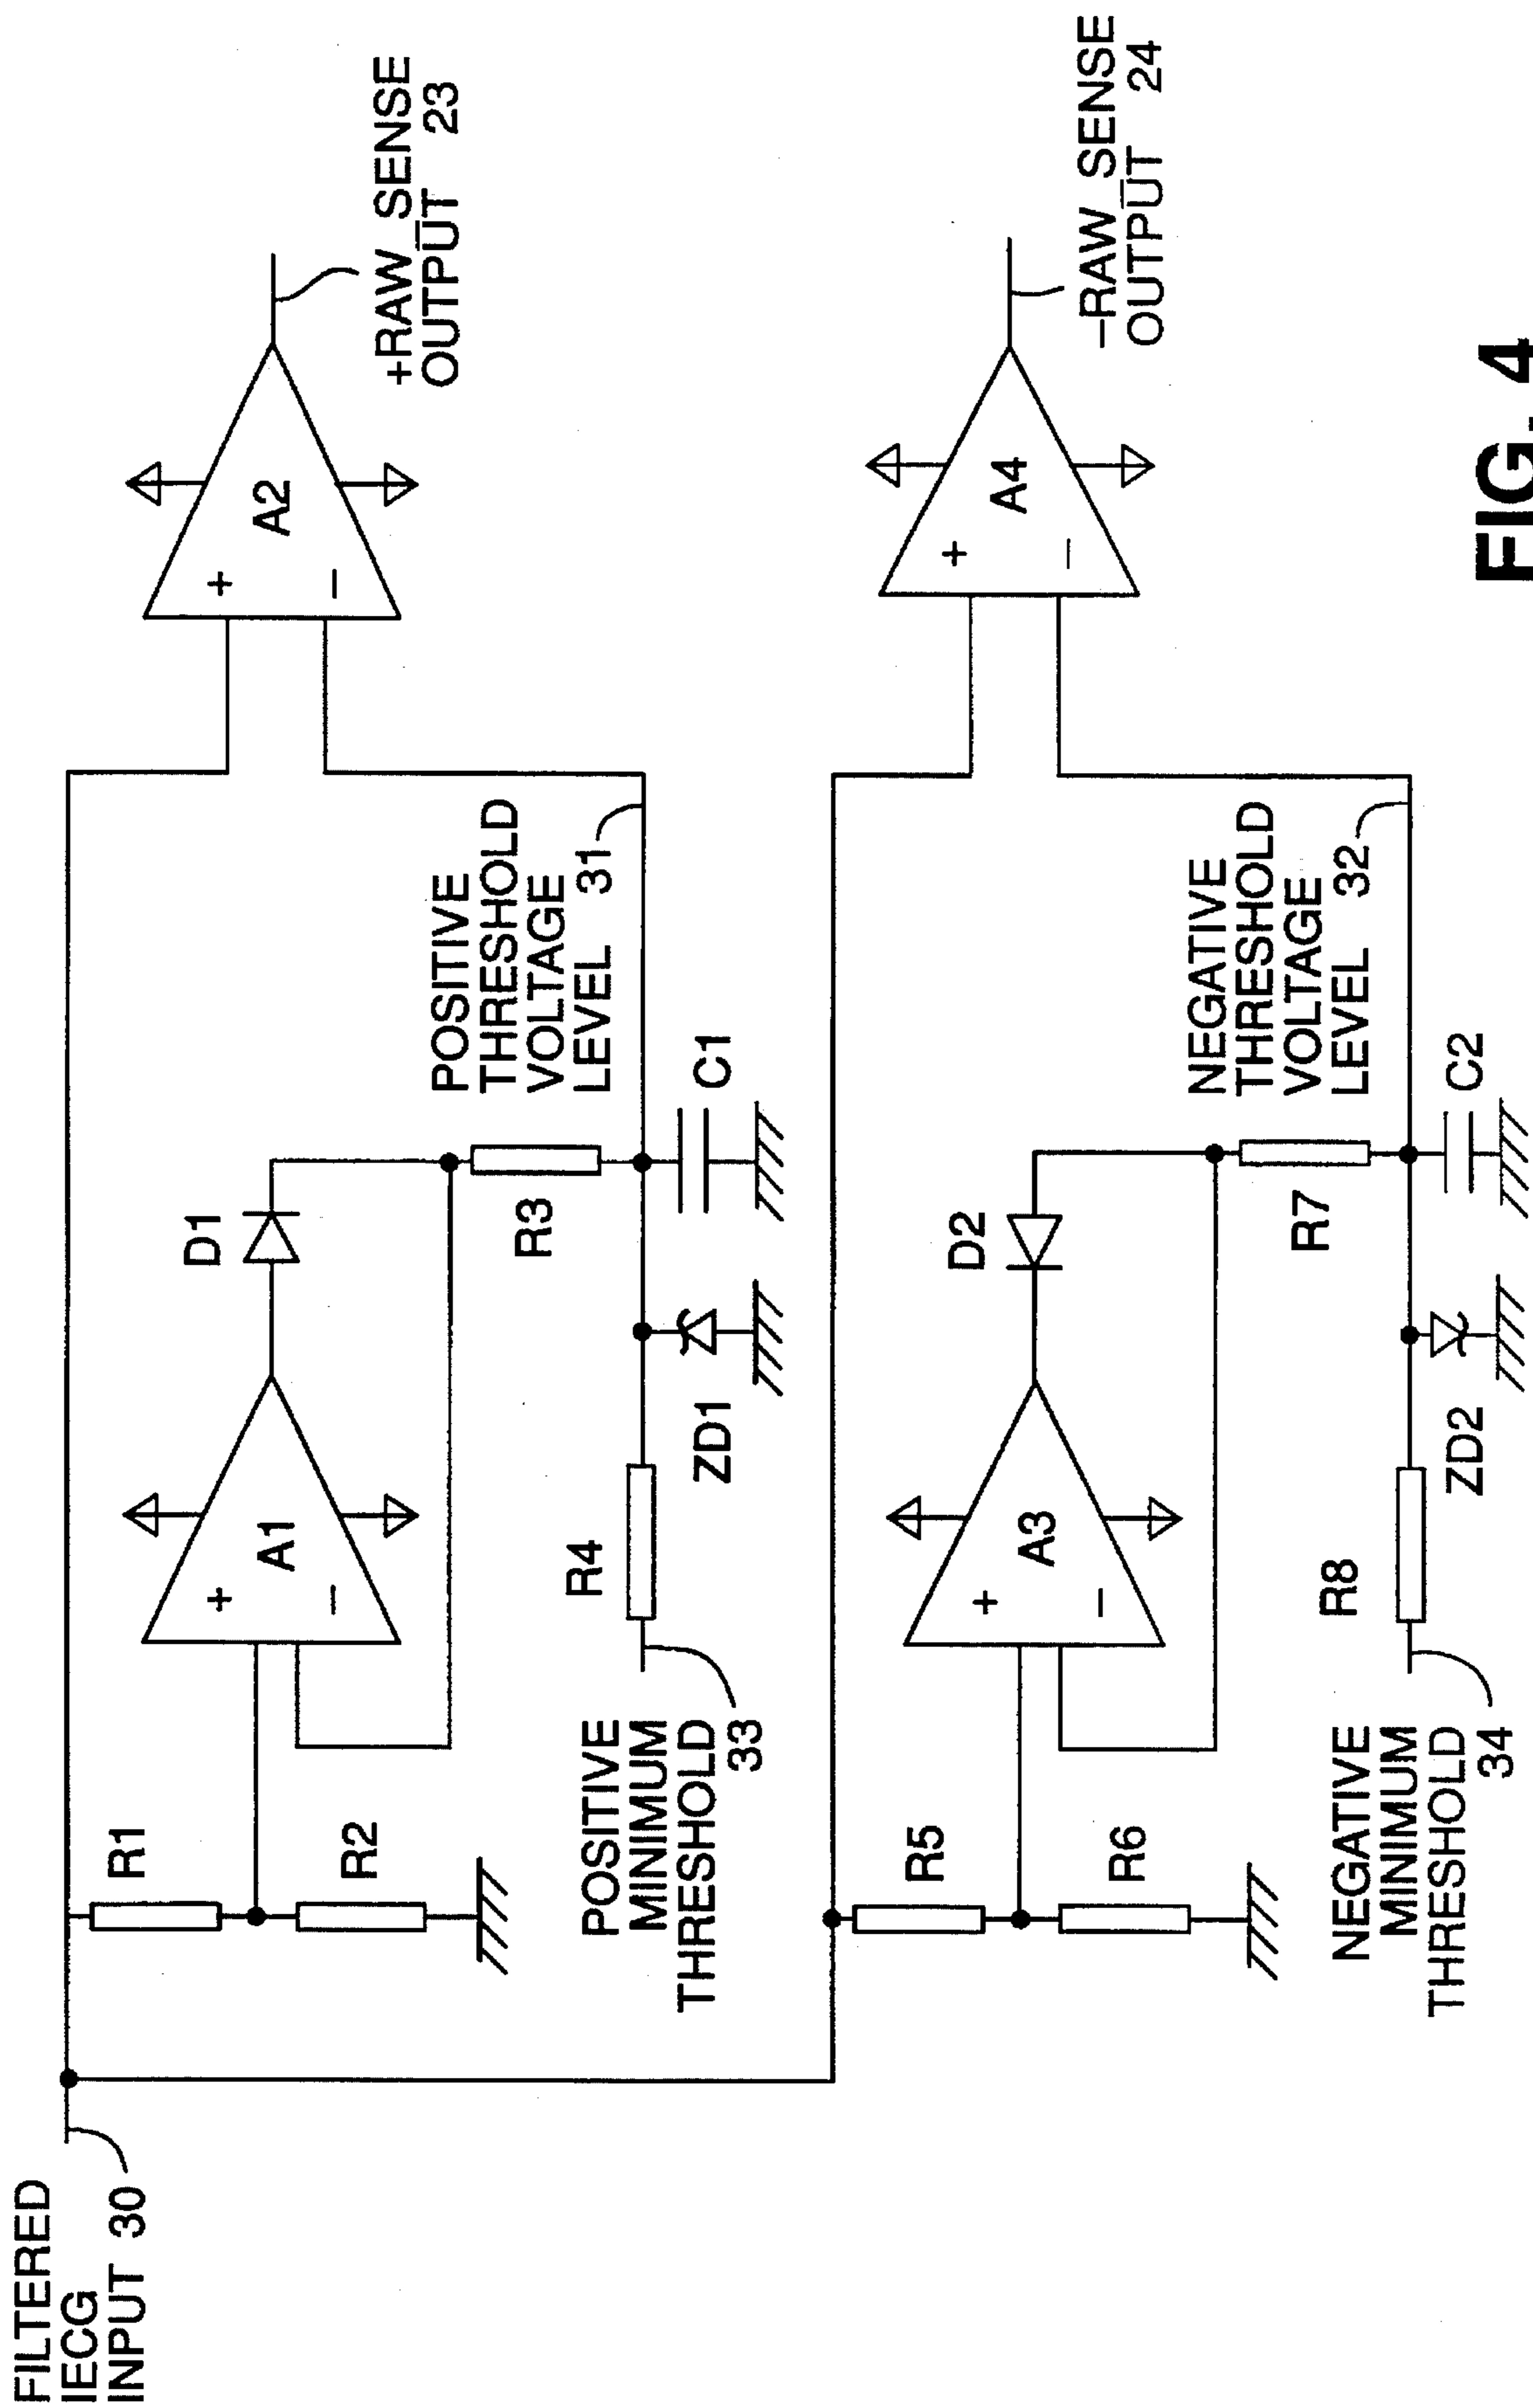 FILTERED
IECG
INPUT 30
R1
R2
+
−
A1
D1
R3
POSITIVE
THRESHOLD
VOLTAGE
LEVEL 31
+
−
A2
+RAW_SENSE
OUTPUT 23
POSITIVE
MINIMUM
THRESHOLD
33
R4
ZD1
C1
R5
R6
+
−
A3
D2
R7
NEGATIVE
THRESHOLD
VOLTAGE
LEVEL 32
+
−
A4
−RAW_SENSE
OUTPUT 24
NEGATIVE
MINIMUM
THRESHOLD
34
R8
ZD2
C2
FIG. 4